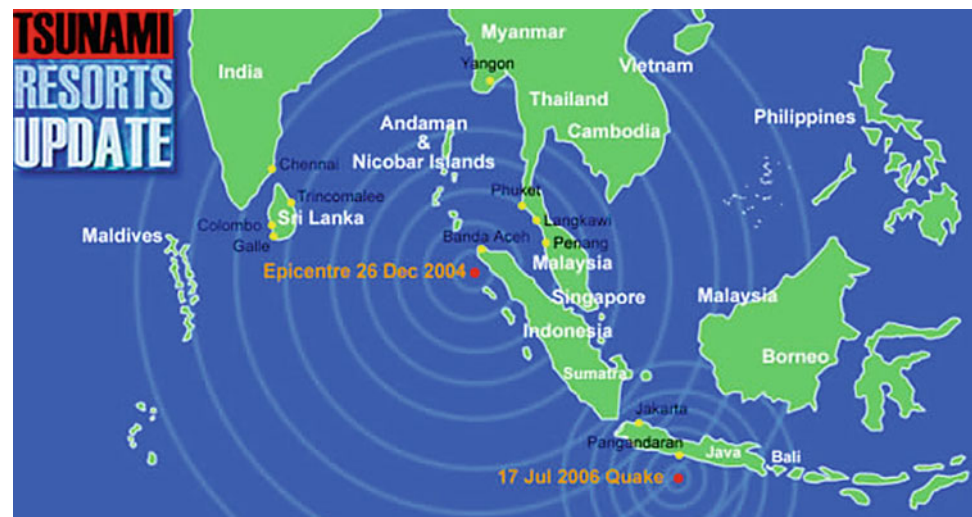 TSUNAMI
RESORTS
UPDATE
India
Myanmar
Yangon
Vietnam
Thailand
Cambodia
Philippines
Andaman
&
Nicobar Islands
Chennai
Trincomalee
Sri Lanka
Colombo
Galle
Maldives
Phuket
Langkawi
Penang
Malaysia
Banda Aceh
Epicentre 26 Dec 2004
Singapore
Malaysia
Indonesia
Borneo
Sumatra
Jakarta
Pangandaran
Java
Bali
17 Jul 2006 Quake